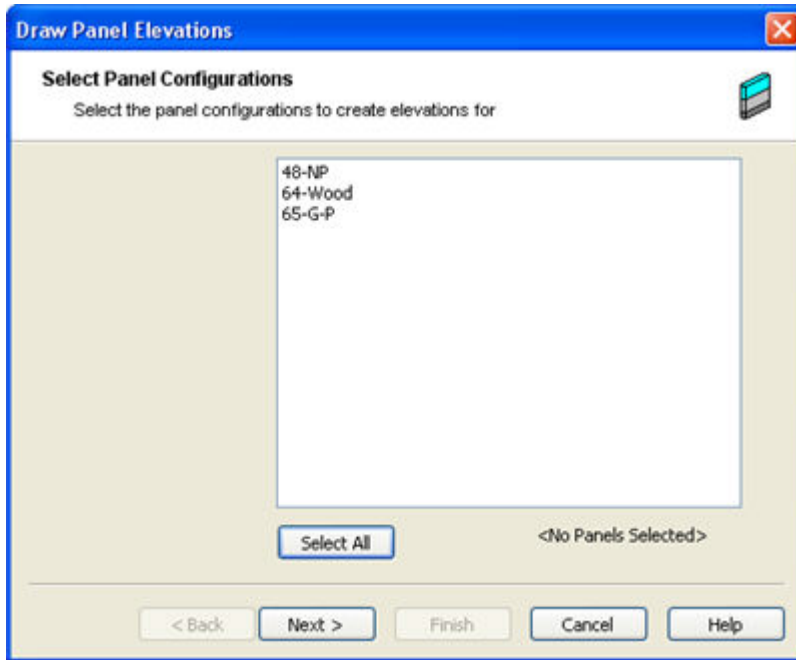 Draw Panel Elevations
Select Panel Configurations
Select the panel configurations to create elevations for
48-NP
64-Wood
65-G-P
Select All
<No Panels Selected>
< Back Next > Finish Cancel Help